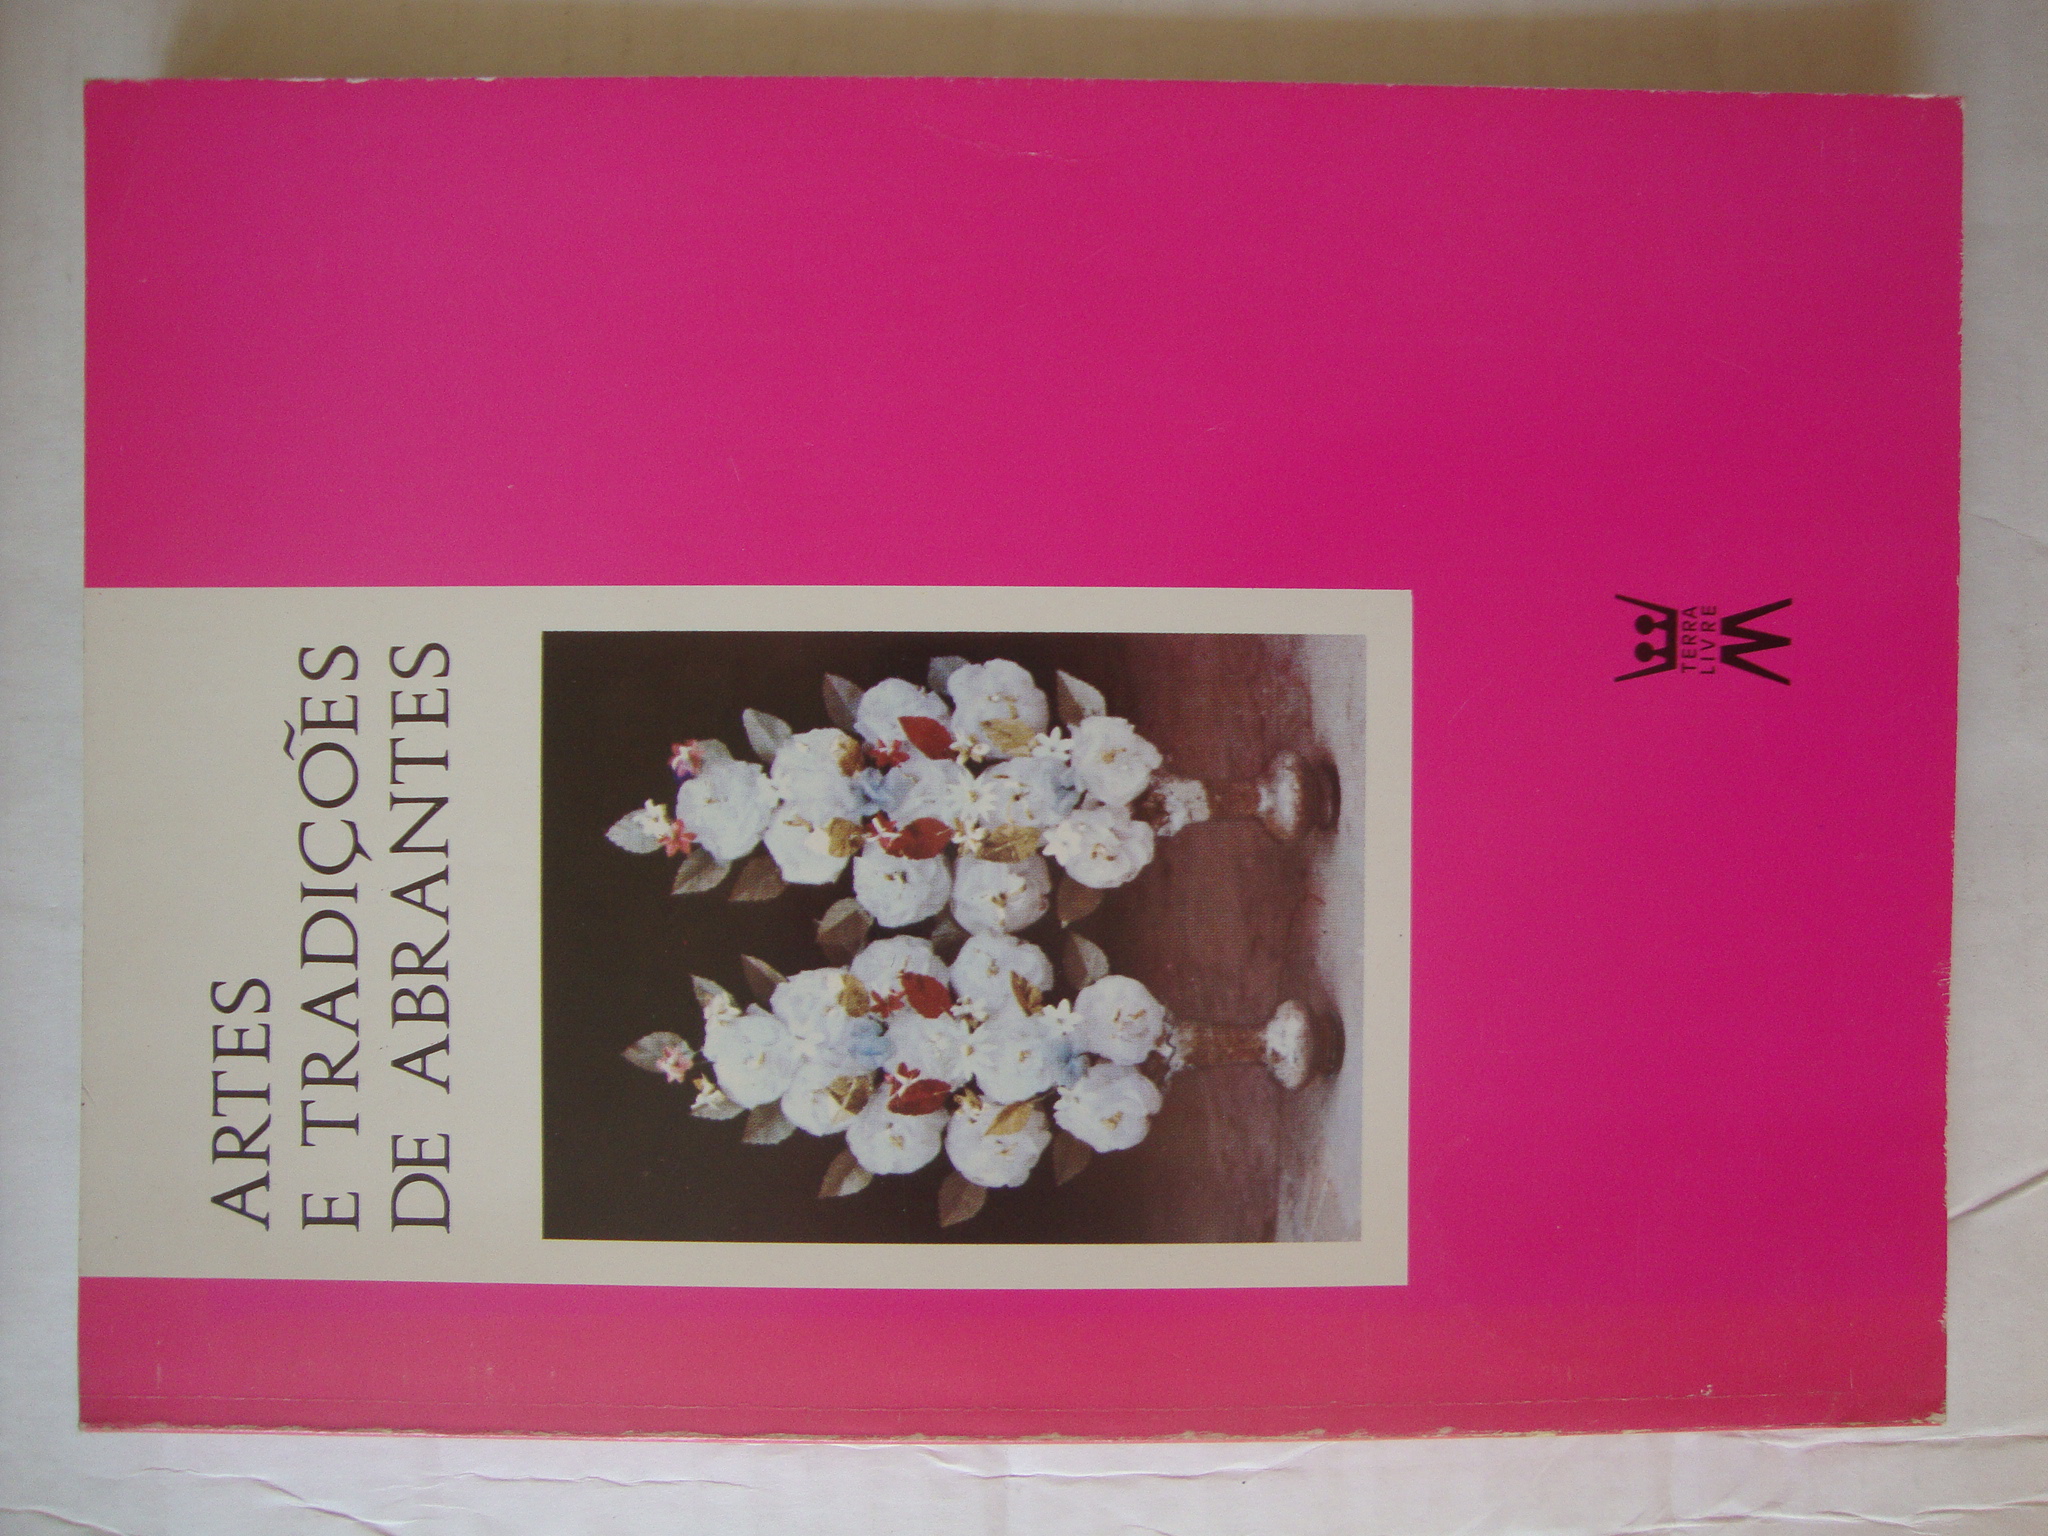 ARTES
E TRADIÇÕES
DE ABRANTES
TERRA
LIVRE